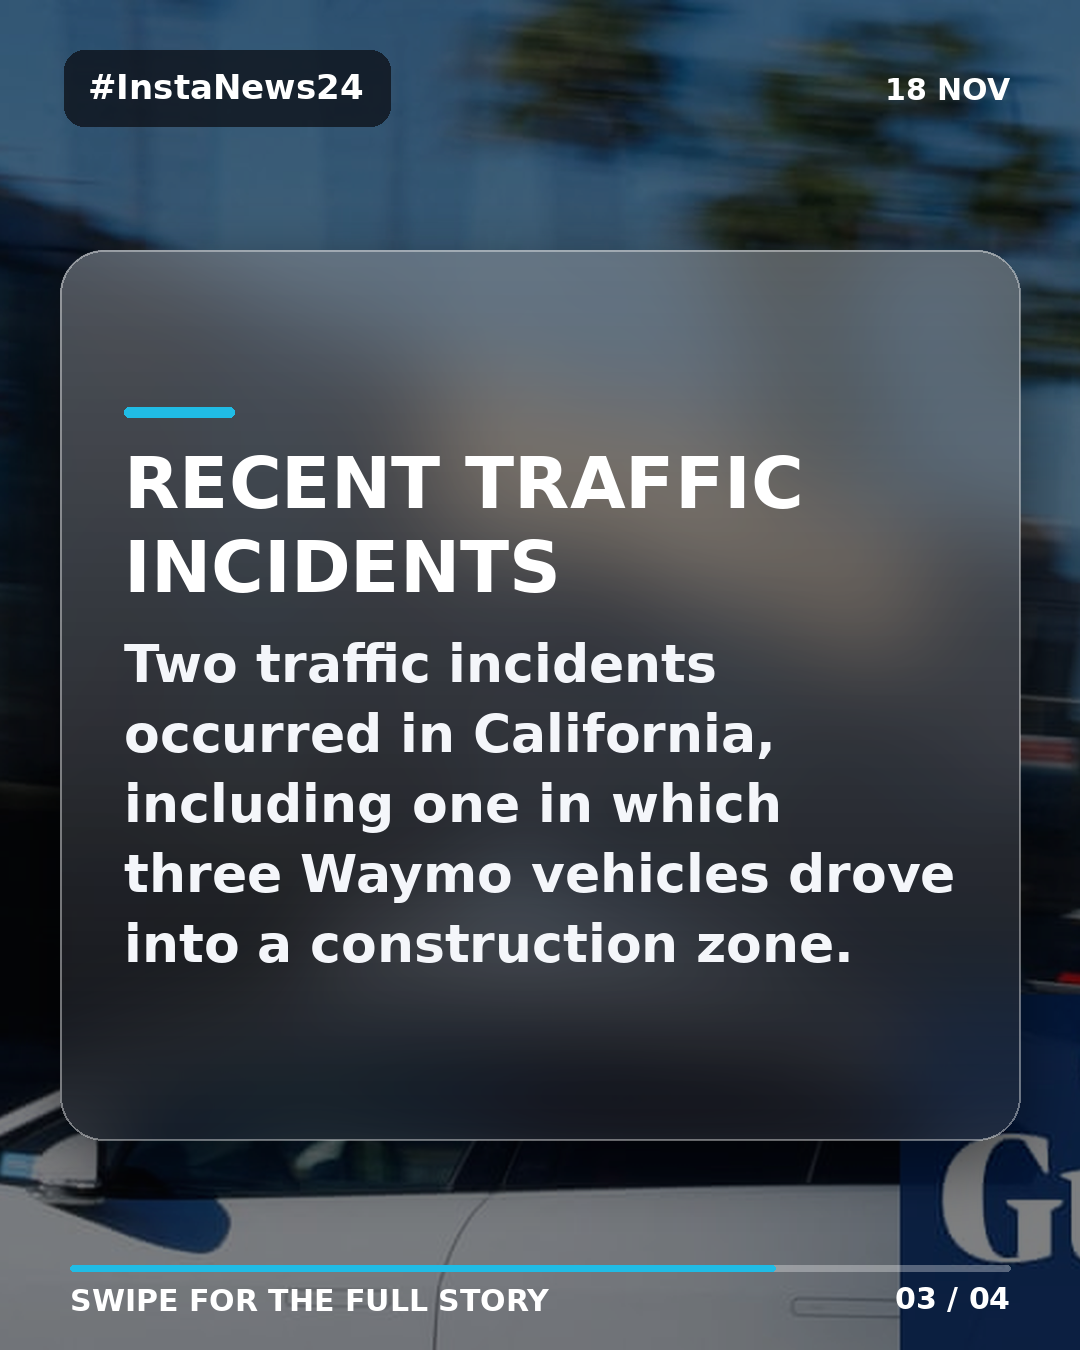 #InstaNews24
18 NOV
RECENT TRAFFIC
INCIDENTS
Two traffic incidents
occurred in California,
including one in which
three Waymo vehicles drove
into a construction zone.
SWIPE FOR THE FULL STORY
03 / 04